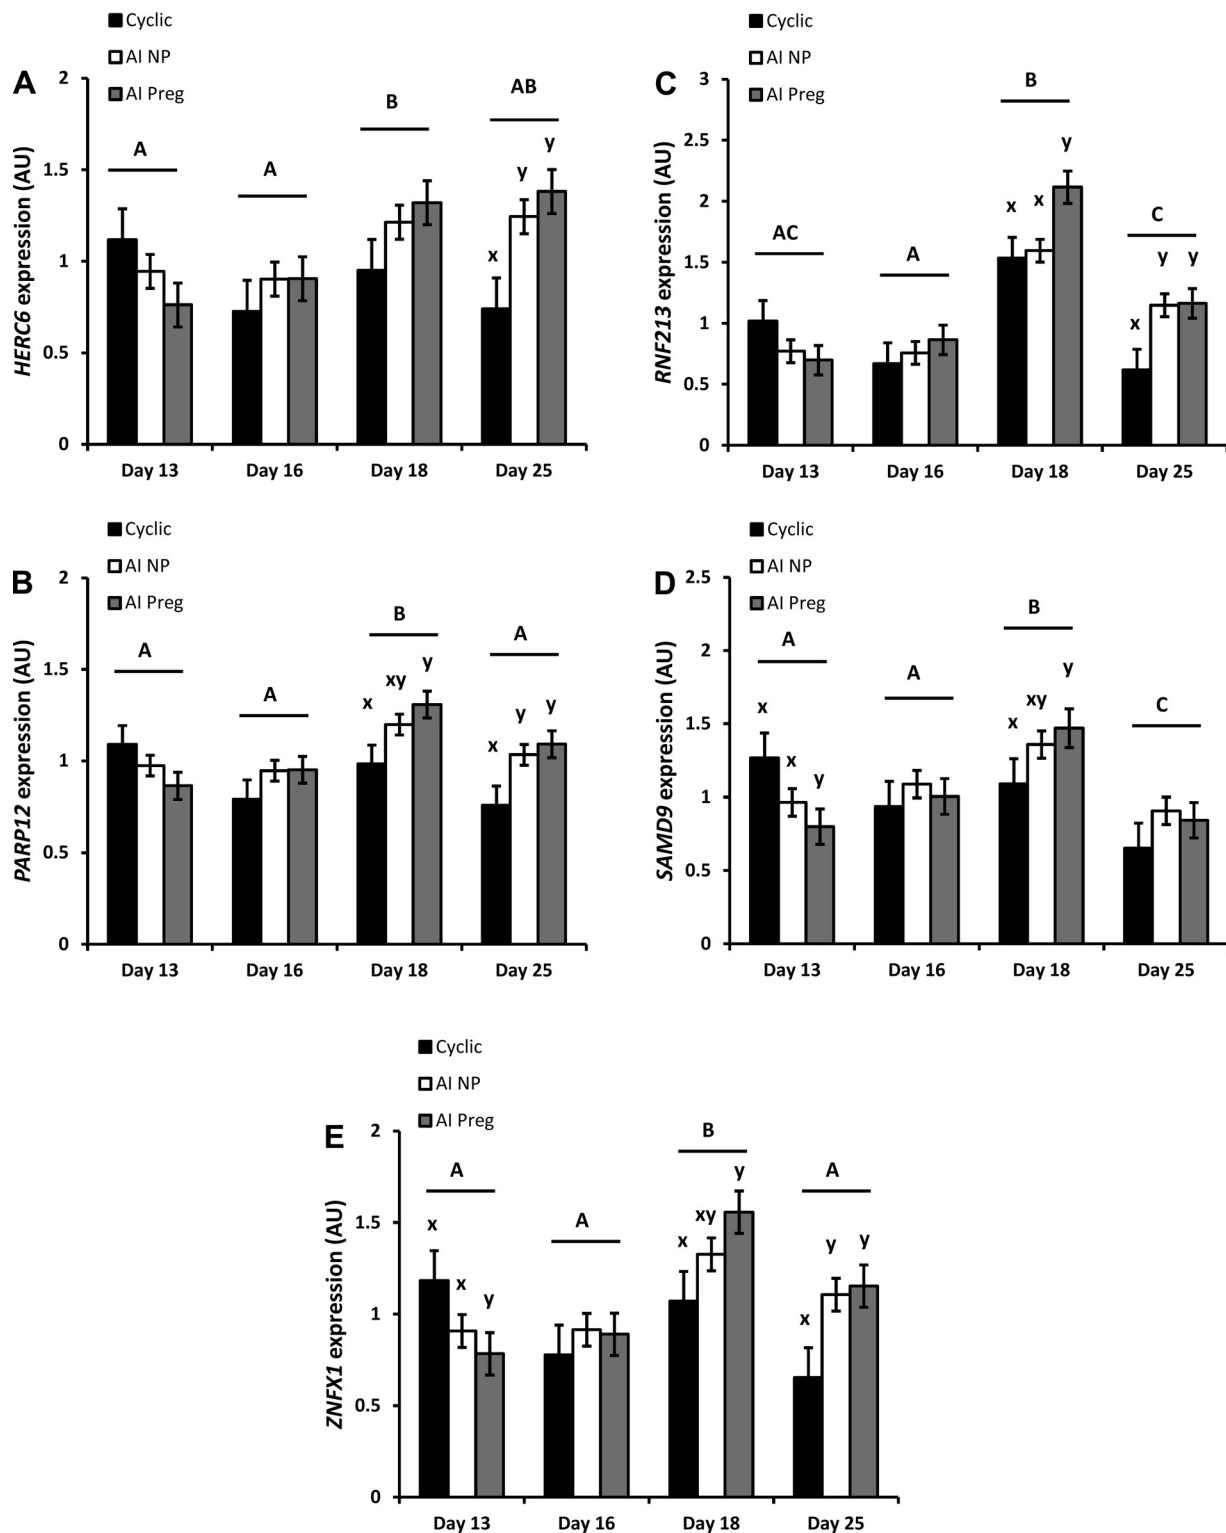 Cyclic
AI NP
AI Preg
A
HERC6 expression (AU)
2
1.5
1
0.5
0
A
A
B
AB
x
y
y
Day 13
Day 16
Day 18
Day 25
Cyclic
AI NP
AI Preg
C
RNF213 expression (AU)
3
2.5
2
1.5
1
0.5
0
AC
A
B
x
x
y
C
x
y
y
Day 13
Day 16
Day 18
Day 25
Cyclic
AI NP
AI Preg
B
PARP12 expression (AU)
2
1.5
1
0.5
0
A
A
B
x
xy
y
A
x
y
y
Day 13
Day 16
Day 18
Day 25
Cyclic
AI NP
AI Preg
D
SAMD9 expression (AU)
2.5
2
1.5
1
0.5
0
A
x
x
y
A
B
x
xy
y
C
Day 13
Day 16
Day 18
Day 25
Cyclic
AI NP
AI Preg
E
ZNFX1 expression (AU)
2
1.5
1
0.5
0
A
x
x
y
A
B
x
xy
y
A
x
y
y
Day 13
Day 16
Day 18
Day 25